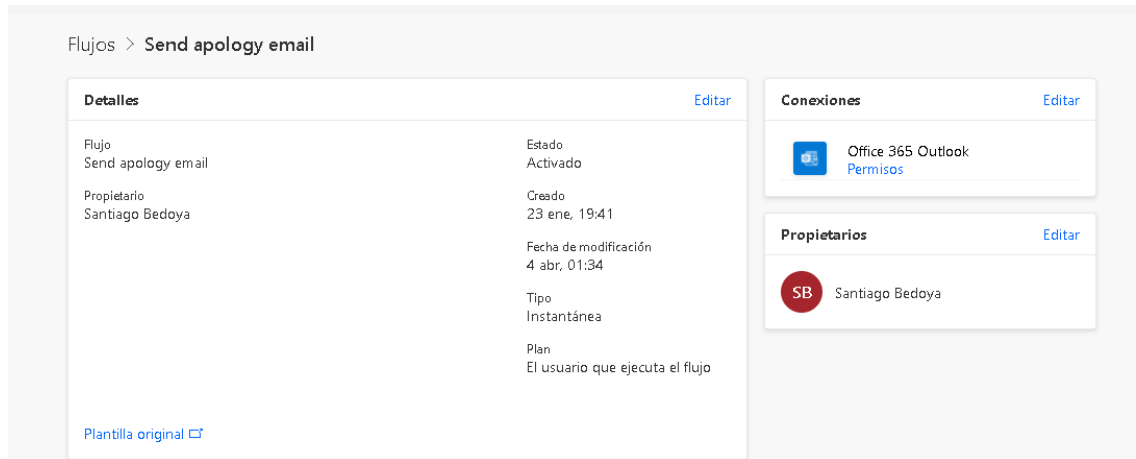 Flujos > Send apology email
Detalles
Editar
Flujo
Send apology email
Propietario
Santiago Bedoya
Estado
Activado
Creado
23 ene, 19:41
Fecha de modificación
4 abr, 01:34
Tipo
Instantánea
Plan
El usuario que ejecuta el flujo
Plantilla original
Conexiones
Editar
Office 365 Outlook
Permisos
Propietarios
Editar
SB
Santiago Bedoya